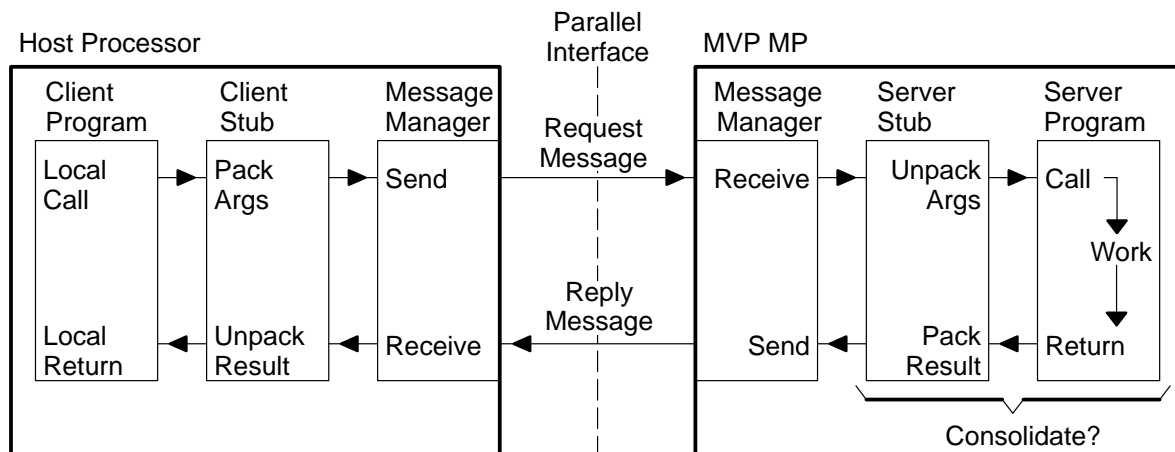 Host Processor
Parallel
Interface
MVP MP
Client
Program
Client
Stub
Message
Manager
Request
Message
Message
Manager
Server
Stub
Server
Program
Local
Call
Pack
Args
Send
Receive
Unpack
Args
Call
Work
Reply
Message
Local
Return
Unpack
Result
Receive
Send
Pack
Result
Return
Consolidate?